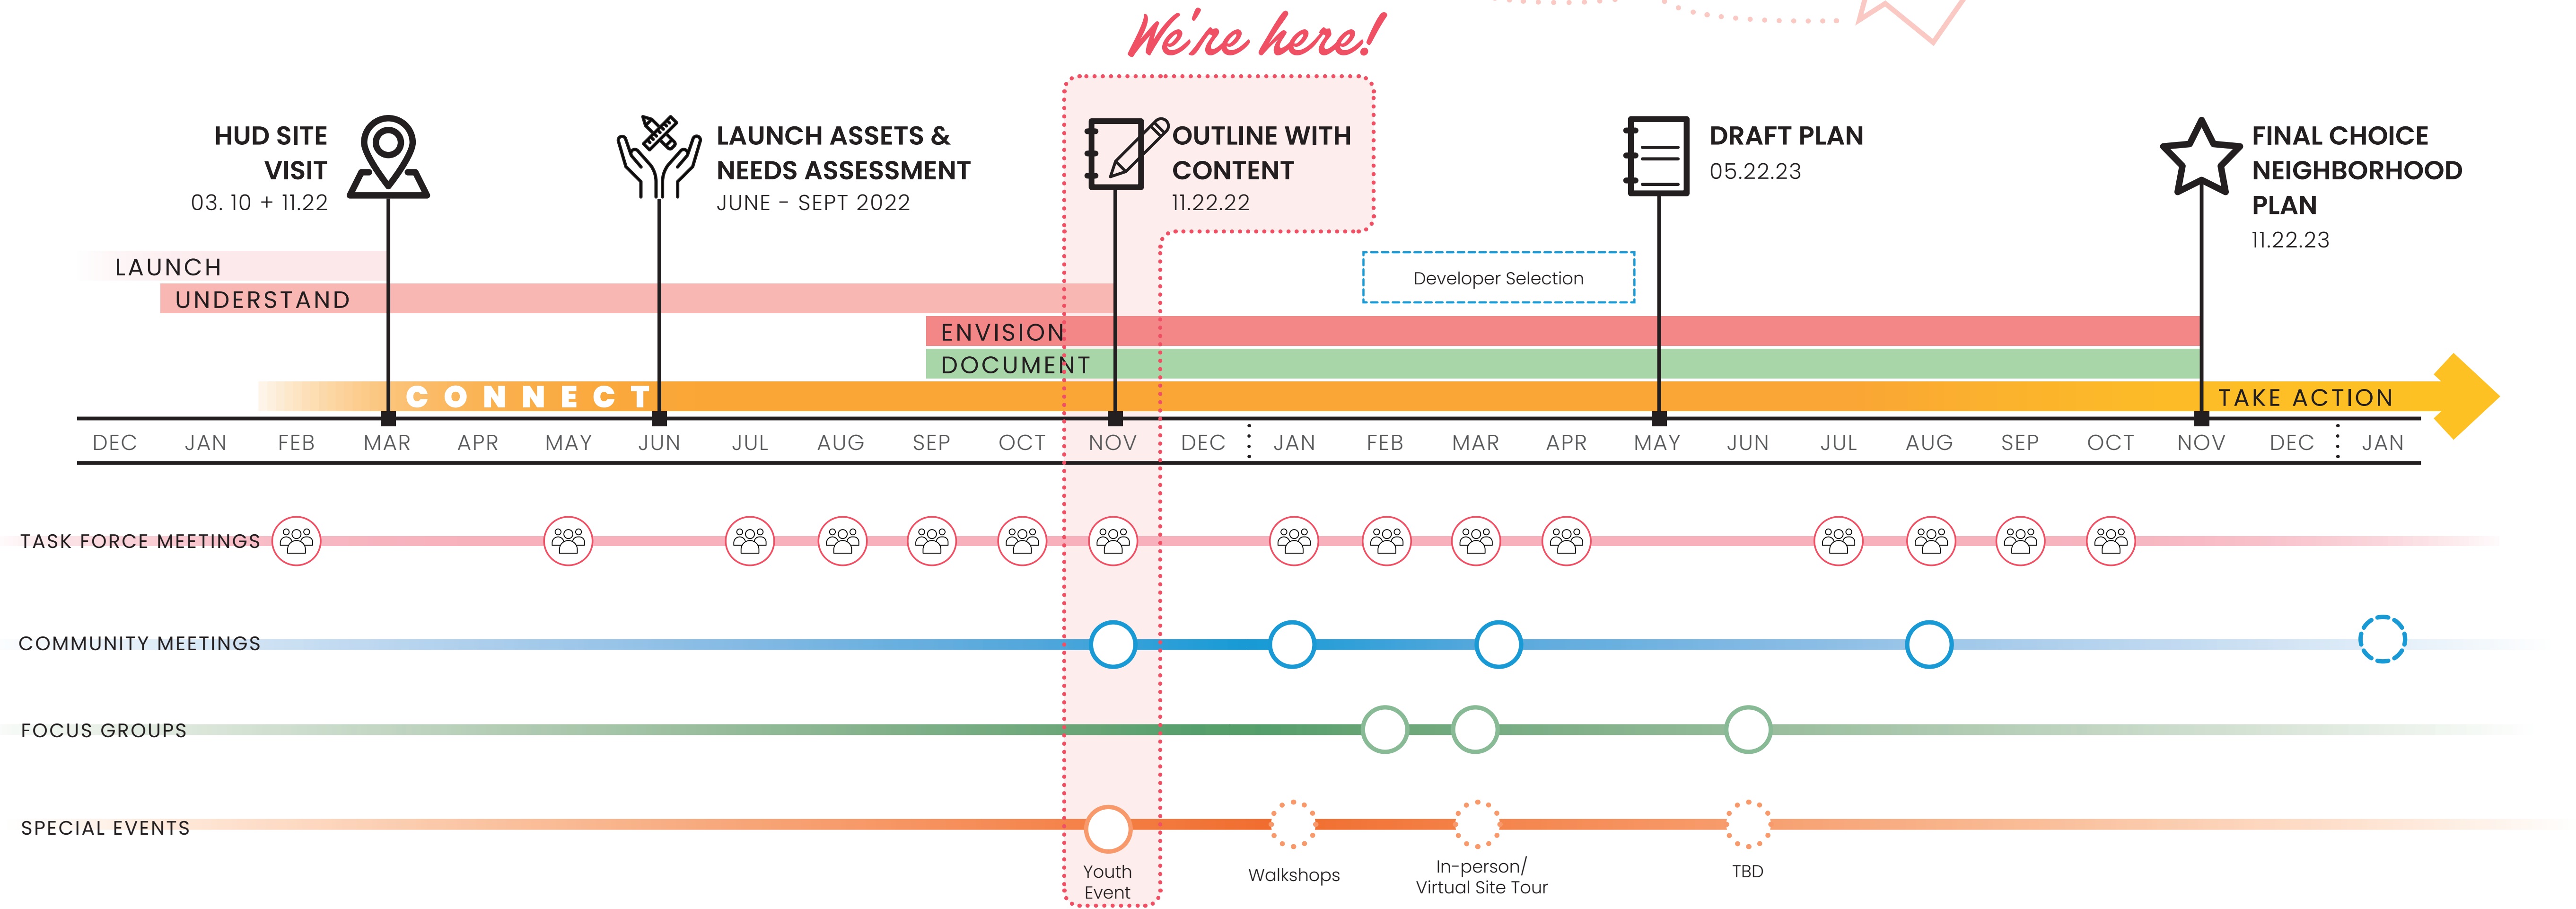 We're here!
HUD SITE
VISIT
03. 10 + 11.22
LAUNCH ASSETS &
NEEDS ASSESSMENT
JUNE - SEPT 2022
OUTLINE WITH
CONTENT
11.22.22
DRAFT PLAN
05.22.23
FINAL CHOICE
NEIGHBORHOOD
PLAN
11.22.23
LAUNCH
Developer Selection
UNDERSTAND
ENVISION
DOCUMENT
CONNECT
TAKE ACTION
DEC JAN FEB MAR APR MAY JUN JUL AUG SEP OCT NOV DEC JAN FEB MAR APR MAY JUN JUL AUG SEP OCT NOV DEC JAN
TASK FORCE MEETINGS
COMMUNITY MEETINGS
FOCUS GROUPS
SPECIAL EVENTS
Youth
Event
Walkshops
In-person/
Virtual Site Tour
TBD